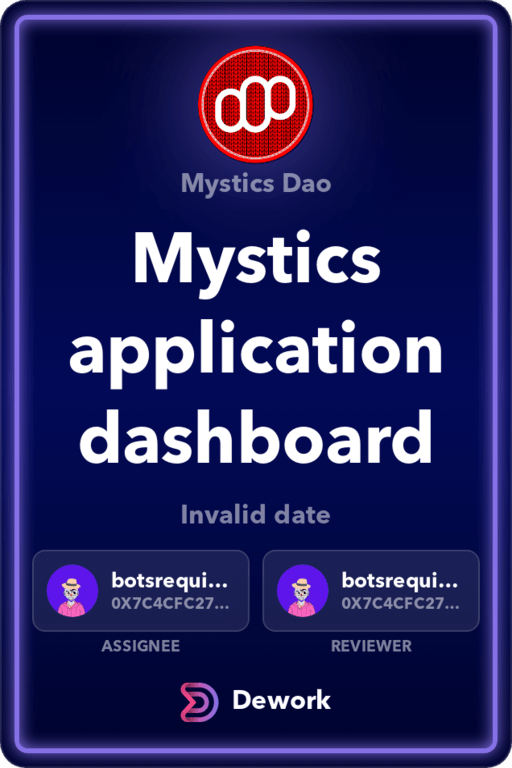 Mystics Dao
Mystics
application
dashboard
Invalid date
botsrequi...
0X7C4CFC27...
ASSIGNEE
botsrequi...
0X7C4CFC27...
REVIEWER
Dework